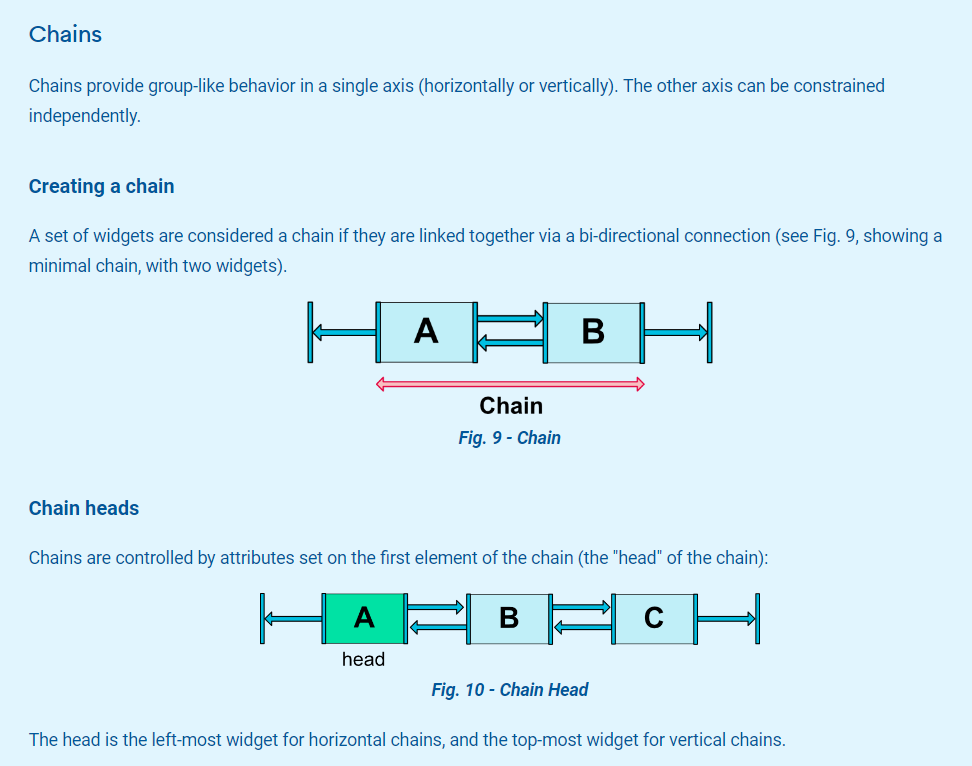 Chains
Chains provide group-like behavior in a single axis (horizontally or vertically). The other axis can be constrained
independently.
Creating a chain
A set of widgets are considered a chain if they are linked together via a bi-directional connection (see Fig. 9, showing a
minimal chain, with two widgets).
A B
Chain
Fig. 9 - Chain
Chain heads
Chains are controlled by attributes set on the first element of the chain (the "head" of the chain):
A B C
head
Fig. 10 - Chain Head
The head is the left-most widget for horizontal chains, and the top-most widget for vertical chains.